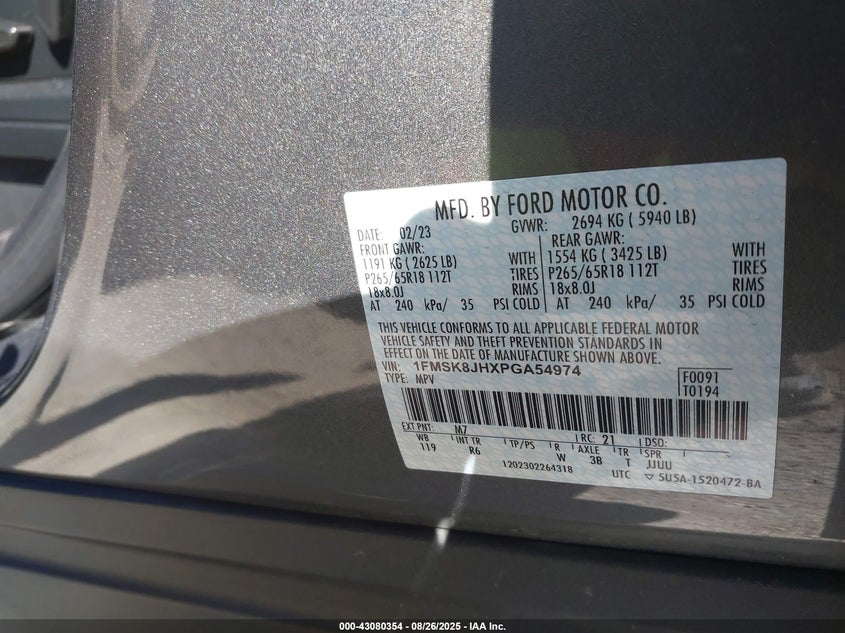 MFD. BY FORD MOTOR CO.
DATE: 02/23 GVWR: 2694 KG ( 5940 LB)
FRONT GAWR: REAR GAWR:
1191 KG ( 2625 LB) WITH 1554 KG ( 3425 LB) WITH
P265/65R18 112T TIRES P265/65R18 112T TIRES
18x8.0J RIMS 18x8.0J RIMS
AT 240 kPa/ 35 PSI COLD AT 240 kPa/ 35 PSI COLD
THIS VEHICLE CONFORMS TO ALL APPLICABLE FEDERAL MOTOR
VEHICLE SAFETY AND THEFT PREVENTION STANDARDS IN
EFFECT ON THE DATE OF MANUFACTURE SHOWN ABOVE.
VIN: 1FMSK8JHXPGA54974
TYPE: MPV
F0091
T0194
EXT PNT: M7 RC: 21 DSO:
WB INT TR TP/PS R AXLE TR SPR
119 R6 W 3B T JJUU
1202302264318 UTC ▽ 5U5A-1520472-BA
000-43080354 - 08/26/2025 - IAA Inc.